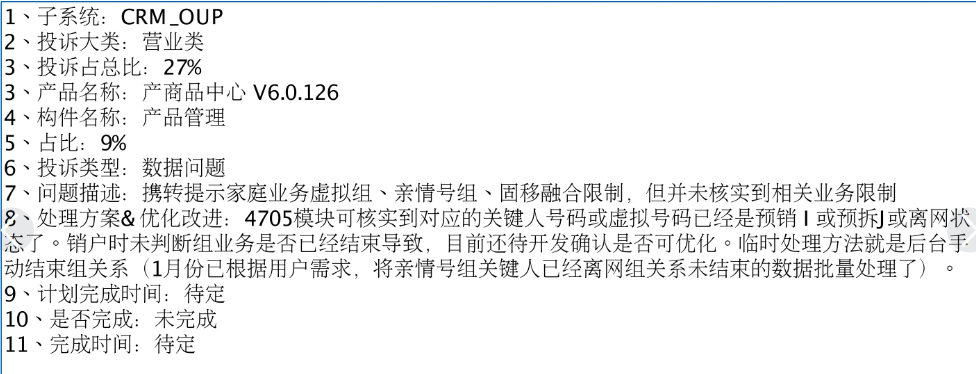 1、子系统：CRM_OUP
2、投诉大类：营业类
3、投诉占总比：27%
3、产品名称：产商品中心 V6.0.126
4、构件名称：产品管理
5、占比：9%
6、投诉类型：数据问题
7、问题描述：携转提示家庭业务虚拟组、亲情号组、固移融合限制，但并未核实到相关业务限制
8、处理方案&优化改进：4705模块可核实到对应的关键人号码或虚拟号码已经是预销 I 或预拆J或离网状
态了。销户时未判断组业务是否已经结束导致，目前还待开发确认是否可优化。临时处理方法就是后台手
动结束组关系（1月份已根据用户需求，将亲情号组关键人已经离网组关系未结束的数据批量处理了）。
9、计划完成时间：待定
10、是否完成：未完成
11、完成时间：待定